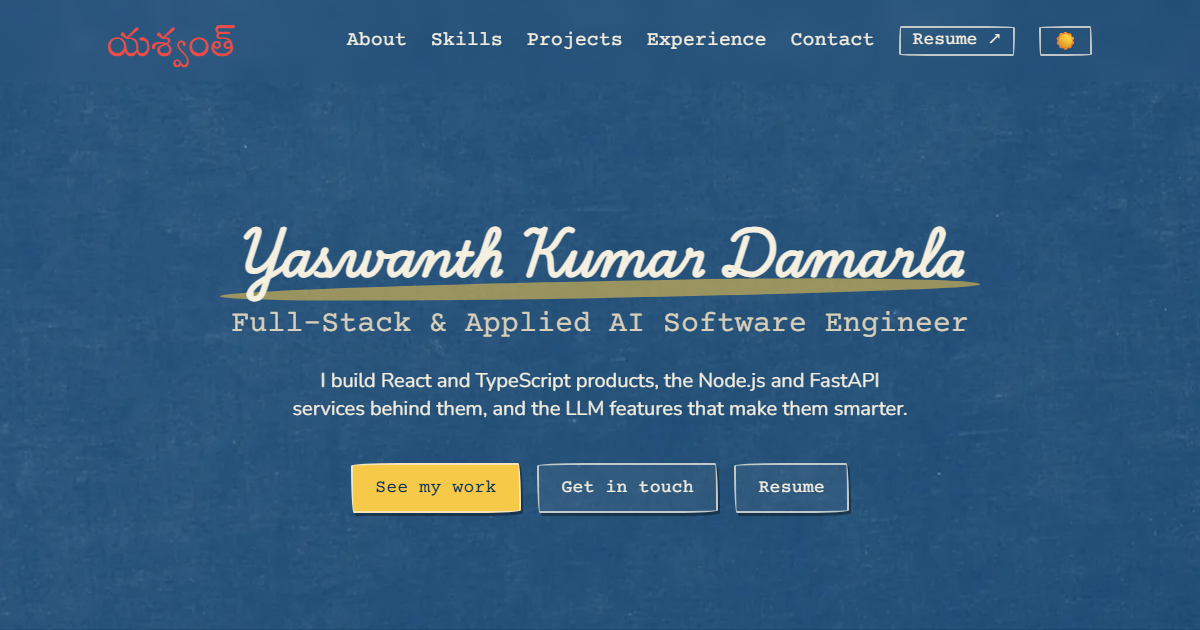 యశ్వంత్ About Skills Projects Experience Contact Resume ↗
Yaswanth Kumar Damarla
Full-Stack & Applied AI Software Engineer
I build React and TypeScript products, the Node.js and FastAPI
services behind them, and the LLM features that make them smarter.
See my work Get in touch Resume